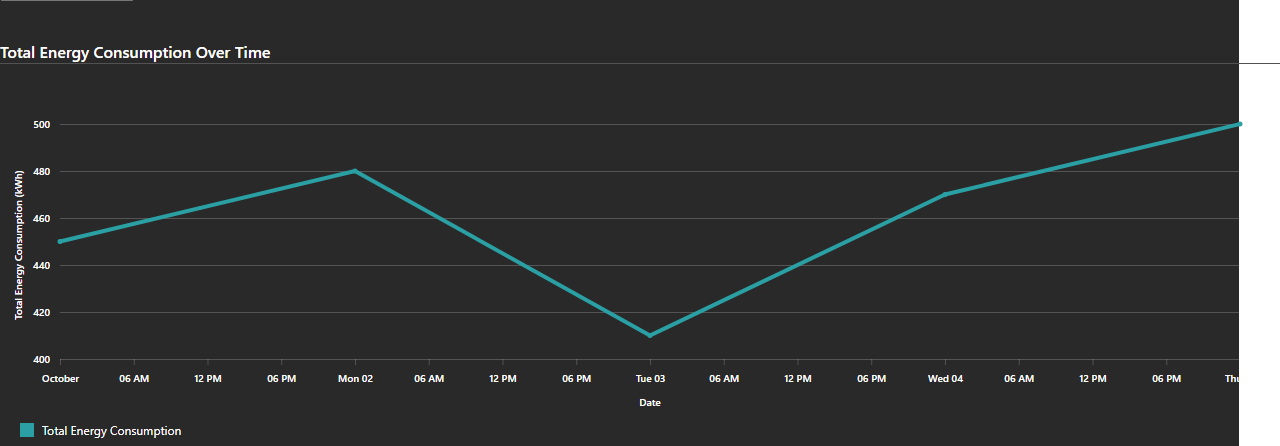 Total Energy Consumption Over Time
500
480
460
440
420
400
Total Energy Consumption (kWh)
October 06 AM 12 PM 06 PM Mon 02 06 AM 12 PM 06 PM Tue 03 06 AM 12 PM 06 PM Wed 04 06 AM 12 PM 06 PM
Date
Total Energy Consumption